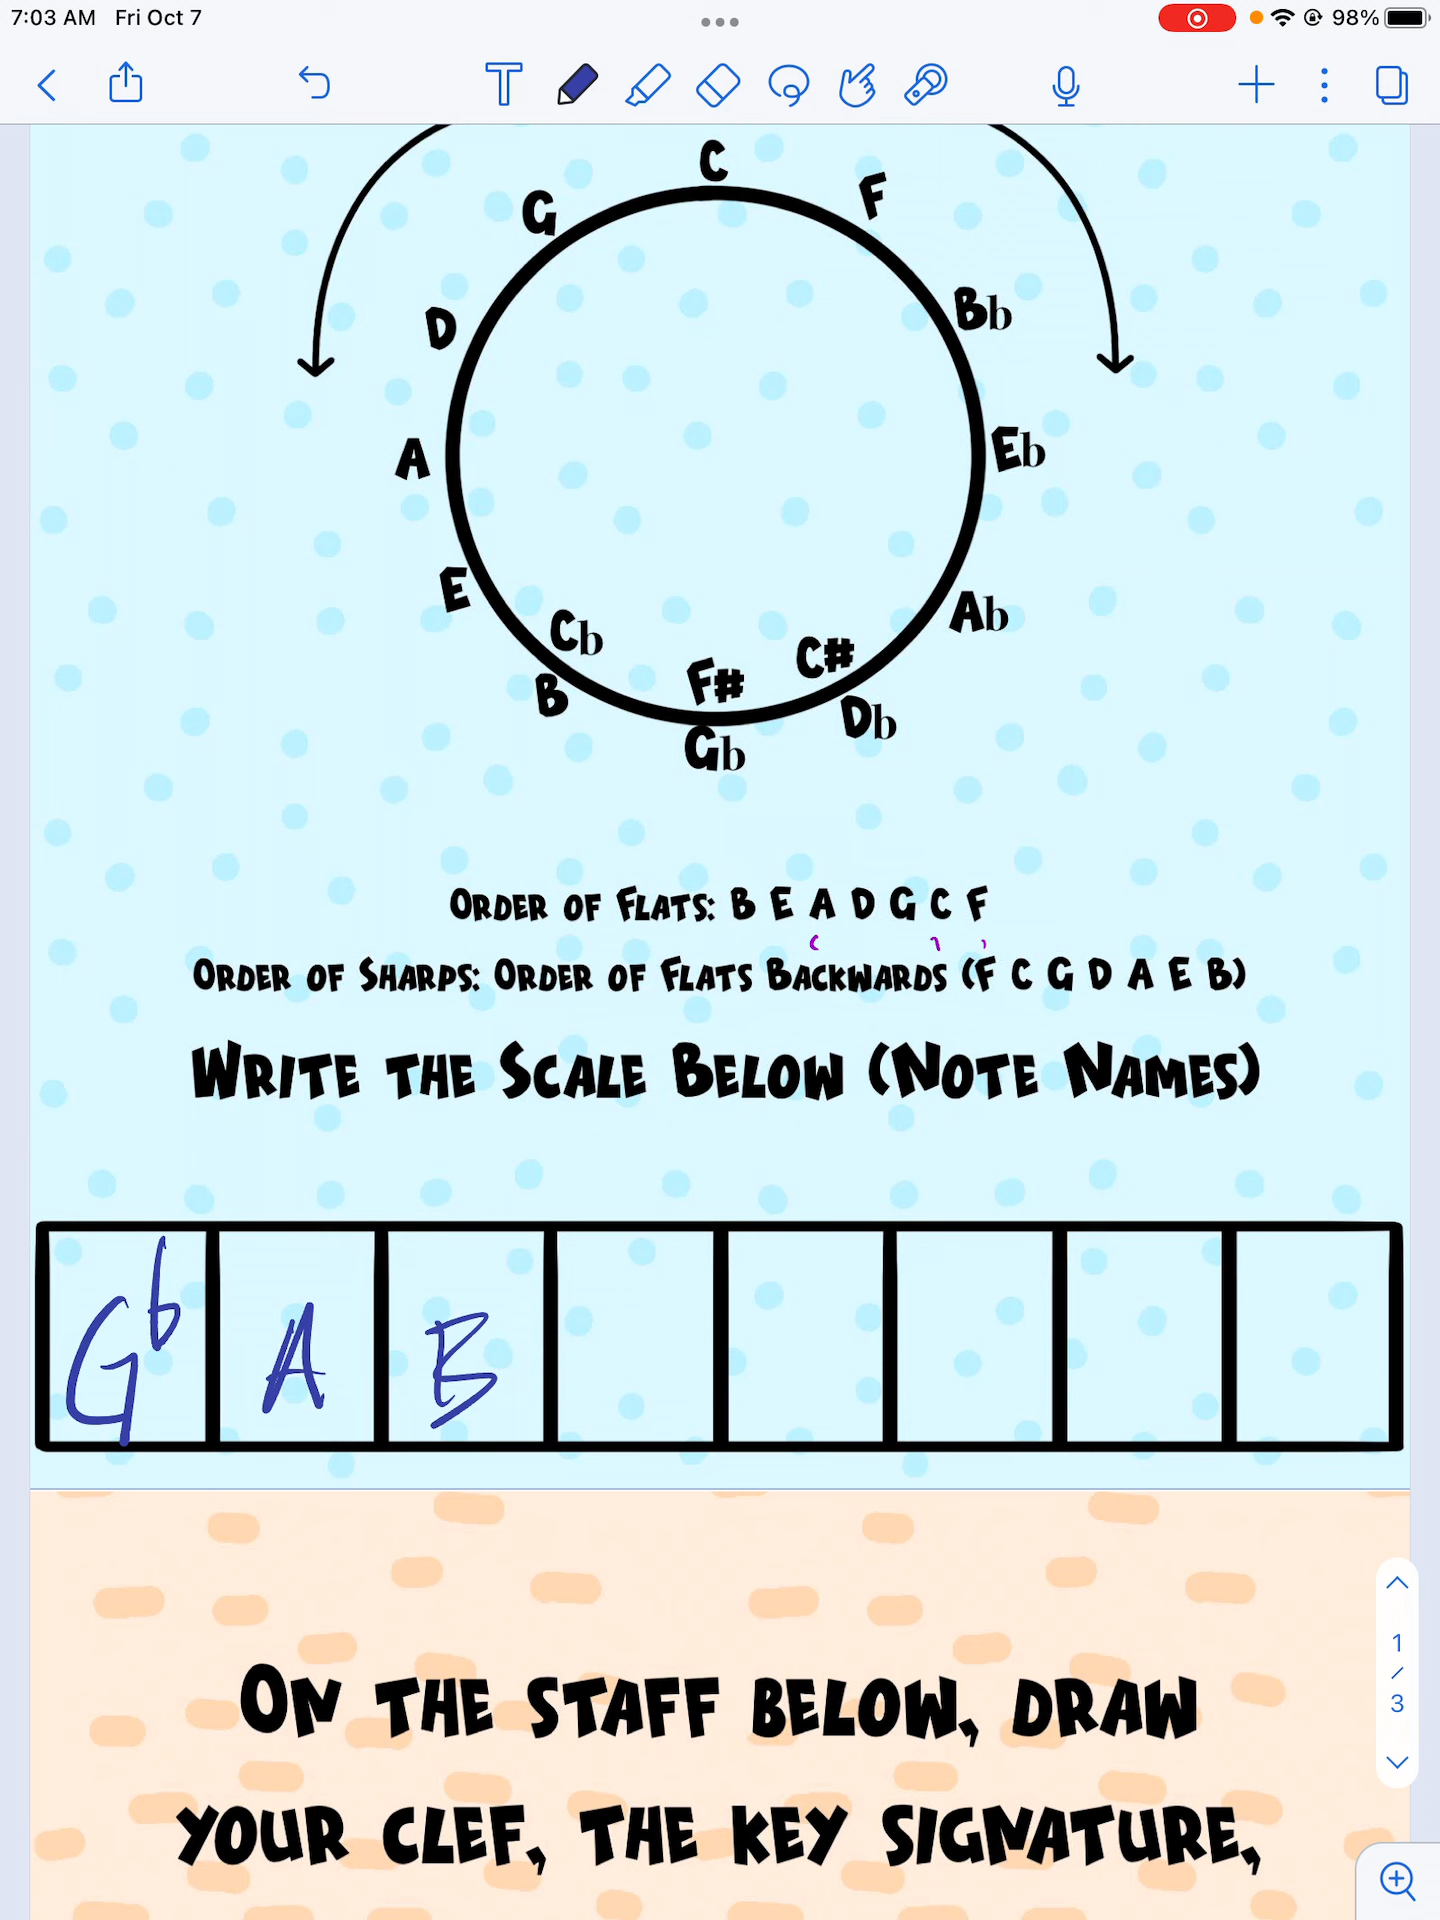 7:03 AM Fri Oct 7 98%
T
C
G F
D Bb
A Eb
E Ab
Cb C#
B F# Db
Gb
Order of Flats: B E A D G C F
Order of Sharps: Order of Flats Backwards (F C G D A E B)
Write the Scale Below (Note Names)
Gb A B
On the staff below, draw
your clef, the key signature,
1
/
3